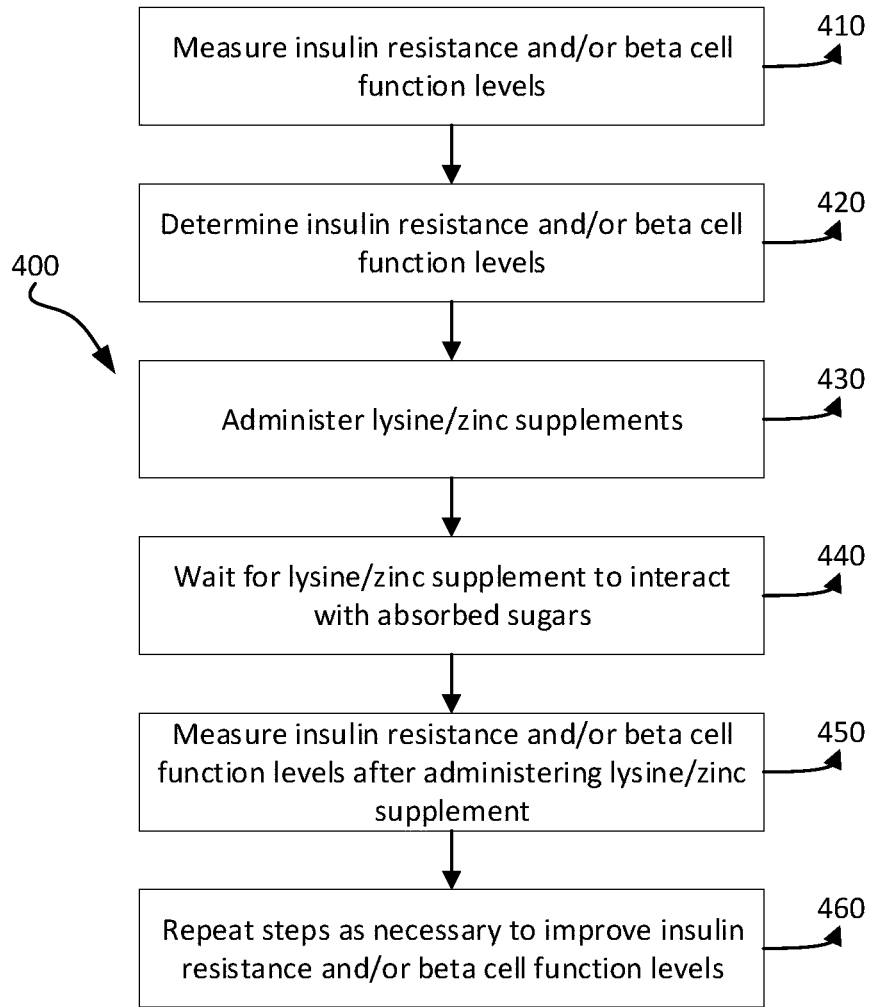 Measure insulin resistance and/or beta cell
function levels
410
Determine insulin resistance and/or beta cell
function levels
420
400
Administer lysine/zinc supplements
430
Wait for lysine/zinc supplement to interact
with absorbed sugars
440
Measure insulin resistance and/or beta cell
function levels after administering lysine/zinc
supplement
450
Repeat steps as necessary to improve insulin
resistance and/or beta cell function levels
460